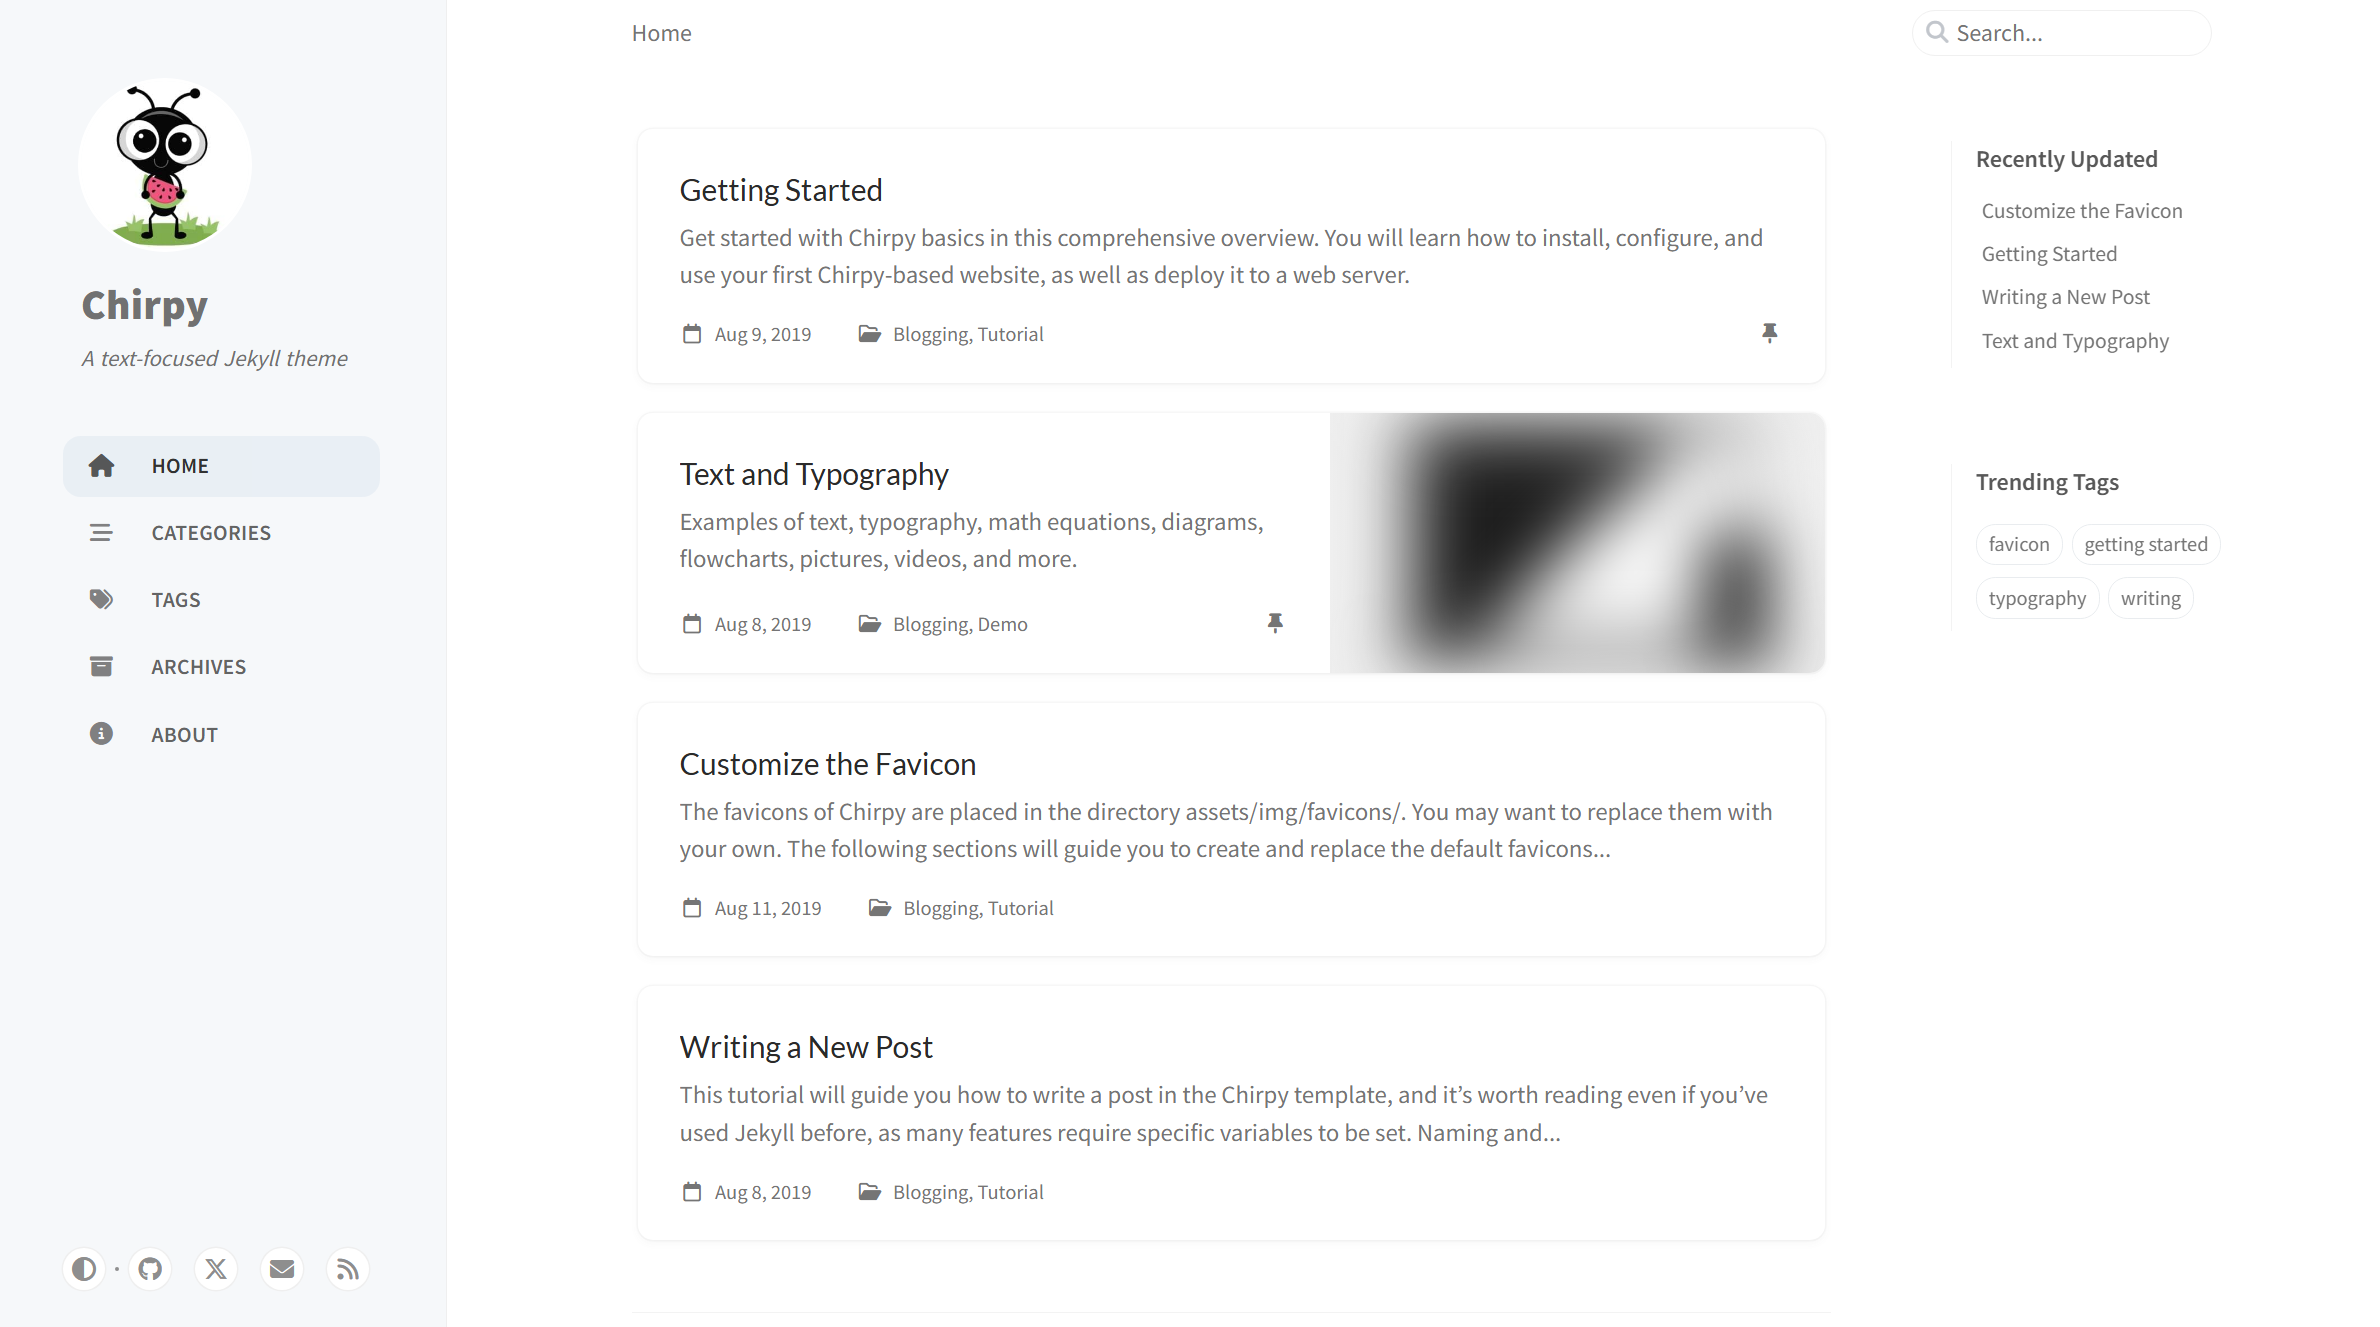 Chirpy
A text-focused Jekyll theme
HOME
CATEGORIES
TAGS
ARCHIVES
ABOUT
Home
Search...
Getting Started
Get started with Chirpy basics in this comprehensive overview. You will learn how to install, configure, and
use your first Chirpy-based website, as well as deploy it to a web server.
Aug 9, 2019 Blogging, Tutorial
Text and Typography
Examples of text, typography, math equations, diagrams,
flowcharts, pictures, videos, and more.
Aug 8, 2019 Blogging, Demo
Customize the Favicon
The favicons of Chirpy are placed in the directory assets/img/favicons/. You may want to replace them with
your own. The following sections will guide you to create and replace the default favicons...
Aug 11, 2019 Blogging, Tutorial
Writing a New Post
This tutorial will guide you how to write a post in the Chirpy template, and it’s worth reading even if you’ve
used Jekyll before, as many features require specific variables to be set. Naming and...
Aug 8, 2019 Blogging, Tutorial
Recently Updated
Customize the Favicon
Getting Started
Writing a New Post
Text and Typography
Trending Tags
favicon getting started
typography writing